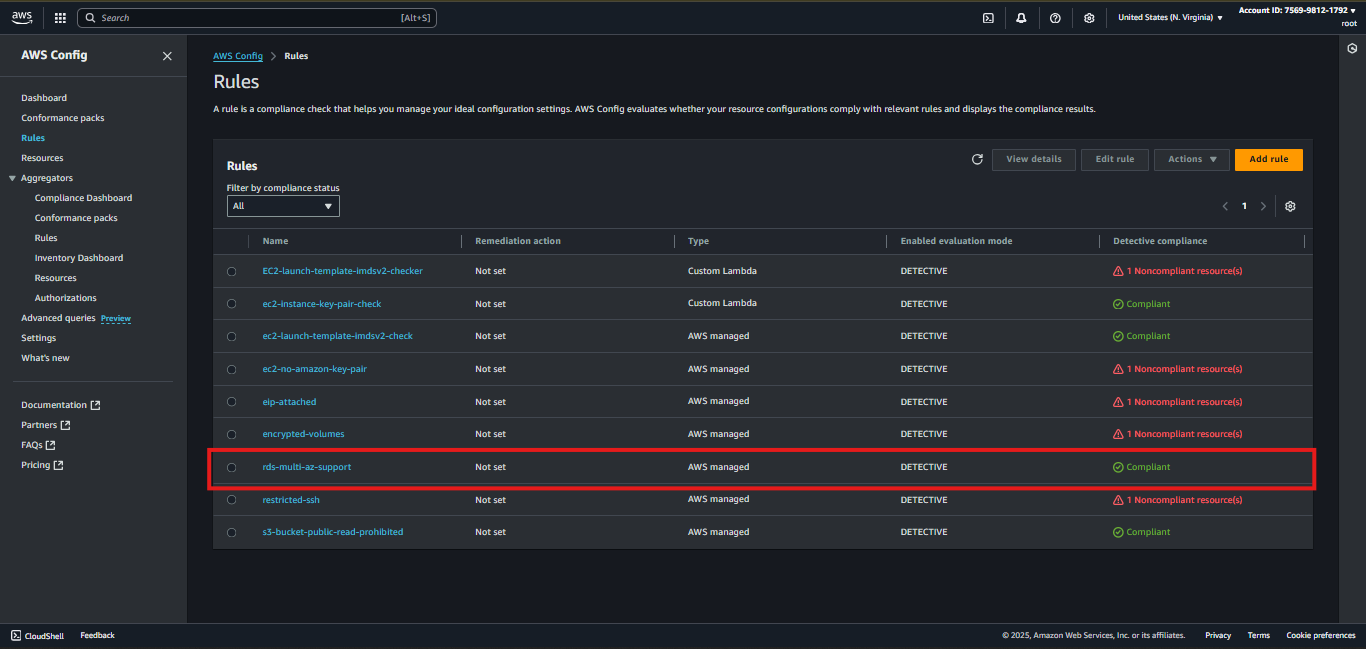 aws
Search [Alt+S]
United States (N. Virginia)
Account ID: 7569-9812-1792
root
AWS Config
Dashboard
Conformance packs
Rules
Resources
Aggregators
Compliance Dashboard
Conformance packs
Rules
Inventory Dashboard
Resources
Authorizations
Advanced queries Preview
Settings
What's new
Documentation
Partners
FAQs
Pricing
AWS Config > Rules
Rules
A rule is a compliance check that helps you manage your ideal configuration settings. AWS Config evaluates whether your resource configurations comply with relevant rules and displays the compliance results.
Rules
View details Edit rule Actions Add rule
Filter by compliance status
All
1
Name Remediation action Type Enabled evaluation mode Detective compliance
EC2-launch-template-imdsv2-checker Not set Custom Lambda DETECTIVE 1 Noncompliant resource(s)
ec2-instance-key-pair-check Not set Custom Lambda DETECTIVE Compliant
ec2-launch-template-imdsv2-check Not set AWS managed DETECTIVE Compliant
ec2-no-amazon-key-pair Not set AWS managed DETECTIVE 1 Noncompliant resource(s)
eip-attached Not set AWS managed DETECTIVE 1 Noncompliant resource(s)
encrypted-volumes Not set AWS managed DETECTIVE 1 Noncompliant resource(s)
rds-multi-az-support Not set AWS managed DETECTIVE Compliant
restricted-ssh Not set AWS managed DETECTIVE 1 Noncompliant resource(s)
s3-bucket-public-read-prohibited Not set AWS managed DETECTIVE Compliant
CloudShell Feedback © 2025, Amazon Web Services, Inc. or its affiliates. Privacy Terms Cookie preferences